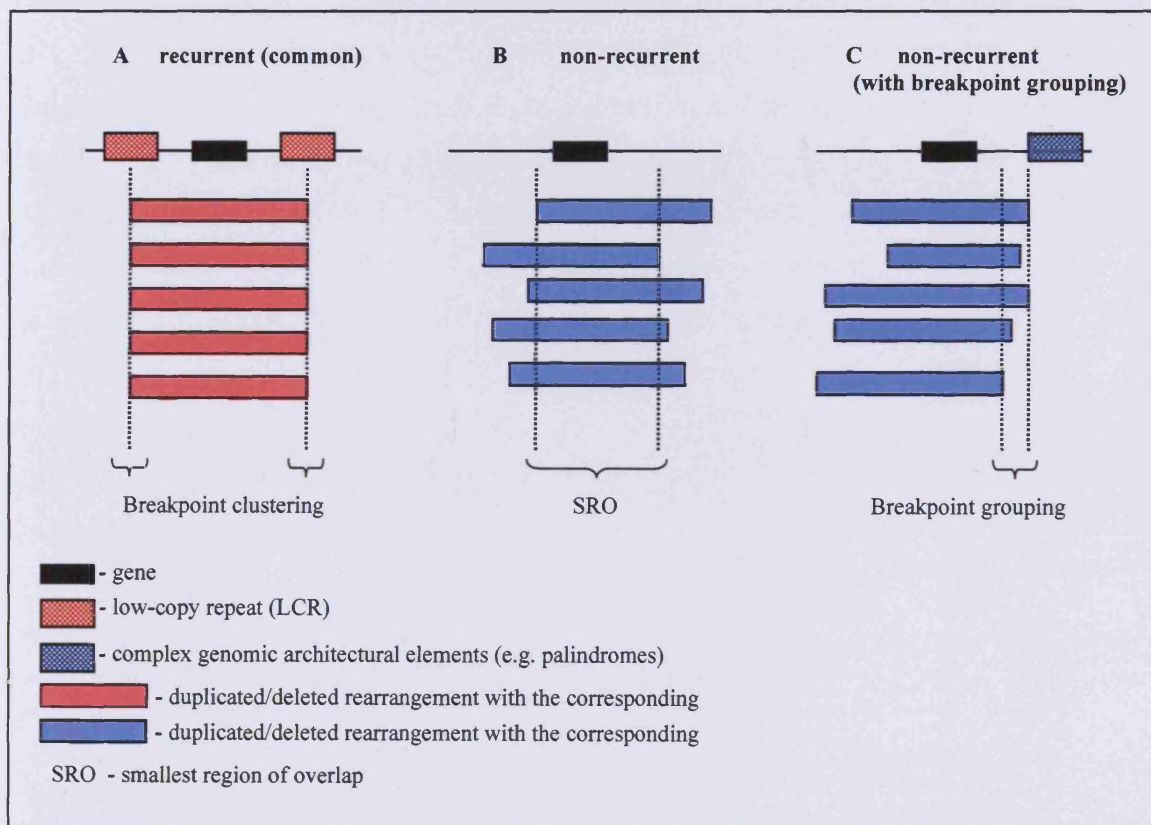 A recurrent (common)
B non-recurrent
C non-recurrent
(with breakpoint grouping)
Breakpoint clustering
SRO
Breakpoint grouping
- gene
- low-copy repeat (LCR)
- complex genomic architectural elements (e.g. palindromes)
- duplicated/deleted rearrangement with the corresponding
- duplicated/deleted rearrangement with the corresponding
SRO - smallest region of overlap